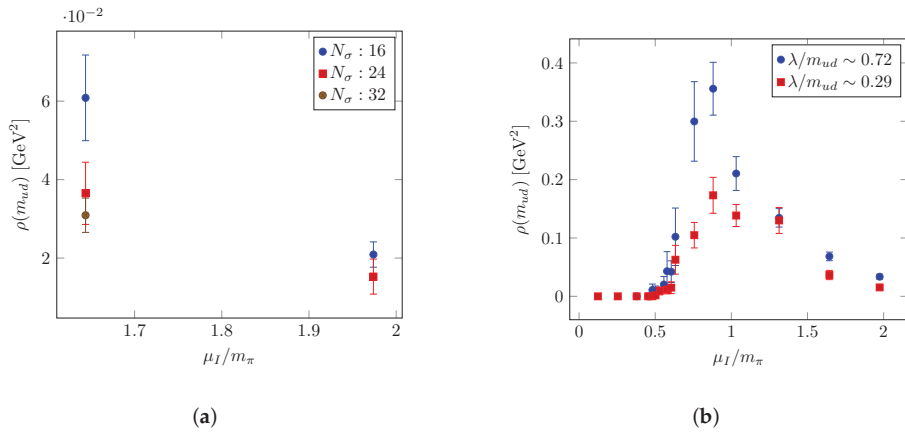 ·10⁻²
N_σ : 16
N_σ : 24
N_σ : 32
6
4
2
1.7 1.8 1.9 2
ρ(m_ud) [GeV²]
μ_I/m_π
(a)
λ/m_ud ∼ 0.72
λ/m_ud ∼ 0.29
0.4
0.3
0.2
0.1
0
0 0.5 1 1.5 2
ρ(m_ud) [GeV²]
μ_I/m_π
(b)